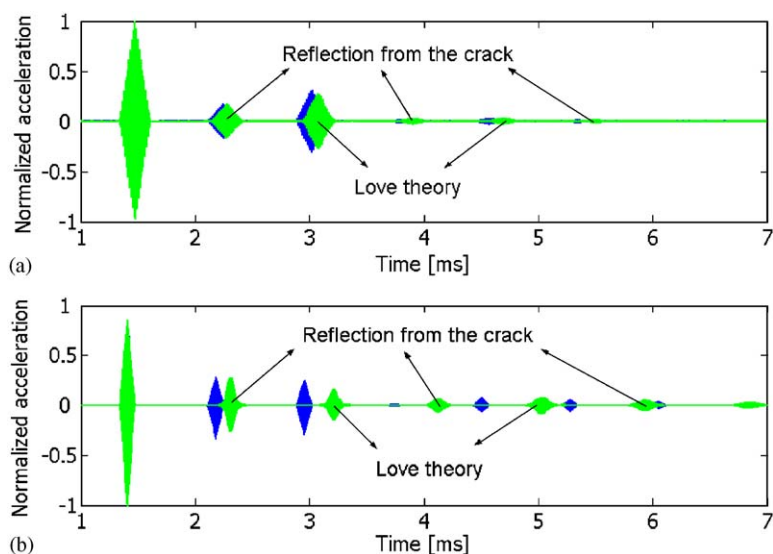 1
Reflection from the crack
0.5
0
-0.5
Love theory
-1
1 2 3 4 5 6 7
Normalized acceleration
Time [ms]
(a)
1
Reflection from the crack
0.5
0
-0.5
Love theory
-1
1 2 3 4 5 6 7
Normalized acceleration
Time [ms]
(b)